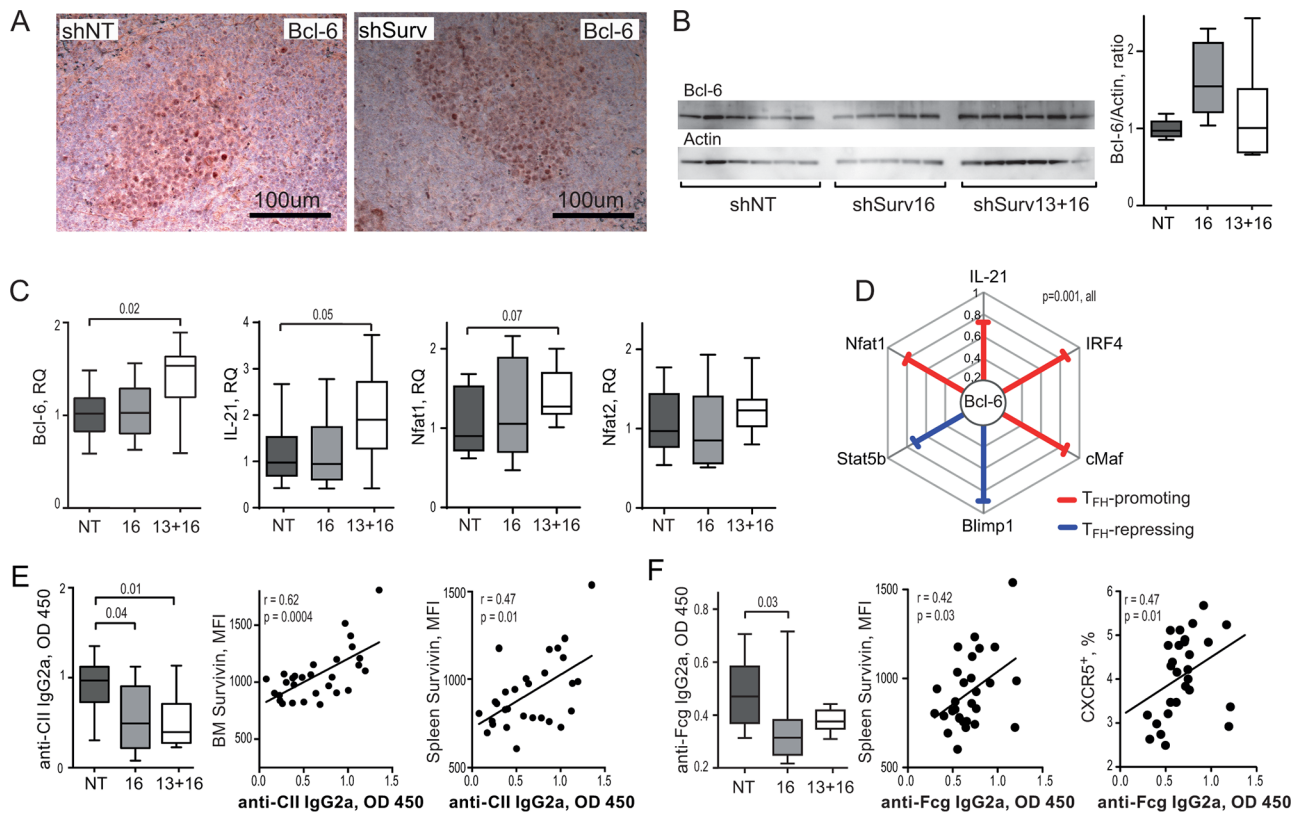 A
shNT
Bcl-6
100um
shSurv
Bcl-6
100um
B
Bcl-6
Actin
shNT
shSurv16
shSurv13+16
Bcl-6/Actin, ratio
2
1
0
NT
16
13+16
C
Bcl-6, RQ
2
1
0
0.02
NT
16
13+16
IL-21, RQ
4
3
2
1
0
0.05
NT
16
13+16
Nfat1, RQ
2
1
0
0.07
NT
16
13+16
Nfat2, RQ
2
1
0
NT
16
13+16
D
IL-21
p=0.001, all
1
0,8
0,6
0,4
0,2
Nfat1
IRF4
Bcl-6
Stat5b
cMaf
Blimp1
TFH-promoting
TFH-repressing
E
anti-CII IgG2a, OD 450
2
1
0
0.01
0.04
NT
16
13+16
BM Survivin, MFI
1500
1000
500
r = 0.62
p = 0.0004
0.0
0.5
1.0
1.5
anti-CII IgG2a, OD 450
Spleen Survivin, MFI
1500
1000
500
r = 0.47
p = 0.01
0.0
0.5
1.0
1.5
anti-CII IgG2a, OD 450
F
anti-Fcg IgG2a, OD 450
0.8
0.6
0.4
0.2
0.03
NT
16
13+16
Spleen Survivin, MFI
1500
1000
500
r = 0.42
p = 0.03
0.0
0.5
1.0
1.5
anti-Fcg IgG2a, OD 450
CXCR5+, %
6
5
4
3
2
r = 0.47
p = 0.01
0.0
0.5
1.0
1.5
anti-Fcg IgG2a, OD 450